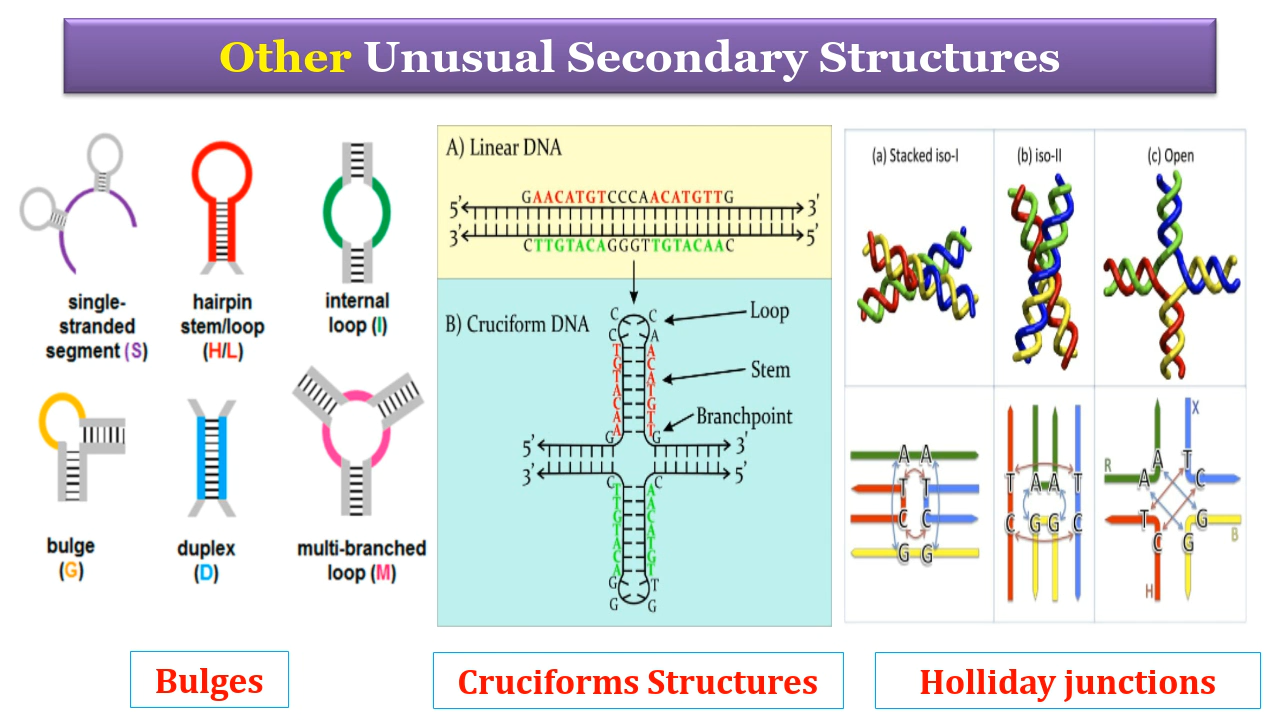 Other Unusual Secondary Structures
single-
stranded
segment (S)
hairpin
stem/loop
(H/L)
internal
loop (I)
bulge
(G)
duplex
(D)
multi-branched
loop (M)
Bulges
A) Linear DNA
GAACATGTCCCAACATGTTG
5’ 3’
3’ 5’
CTTGTACAGGGTTGTACAAC
B) Cruciform DNA
C C
C A
Loop
Stem
Branchpoint
T A
G C
T A
A T
C G
A T
A T
G G
5’ 3’
3’ 5’
C C
T A
T A
G C
T A
A T
C G
A T
G T
G G
Cruciforms Structures
(a) Stacked iso-I
(b) iso-II
(c) Open
A A
T T
C C
G G
T A A T
C G G C
X
R
A T
A C
T G
C G
B
H
Holliday junctions